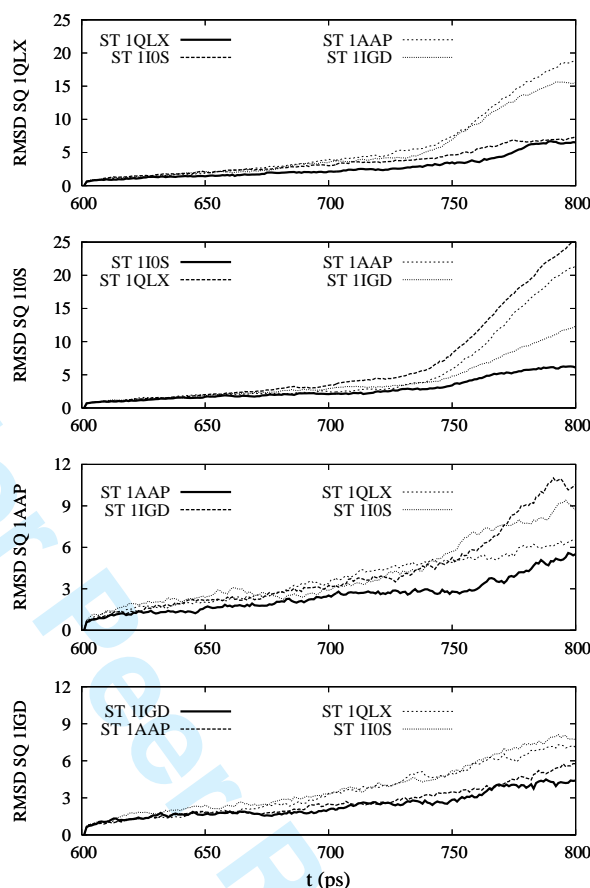 RMSD SQ 1QLX
25
20
15
10
5
0
ST 1QLX
ST 1I0S
ST 1AAP
ST 1IGD
600 650 700 750 800
RMSD SQ 1I0S
25
20
15
10
5
0
ST 1I0S
ST 1QLX
ST 1AAP
ST 1IGD
600 650 700 750 800
RMSD SQ 1AAP
12
9
6
3
0
ST 1AAP
ST 1IGD
ST 1QLX
ST 1I0S
600 650 700 750 800
RMSD SQ 1IGD
12
9
6
3
0
ST 1IGD
ST 1AAP
ST 1QLX
ST 1I0S
600 650 700 750 800
t (ps)
Peer